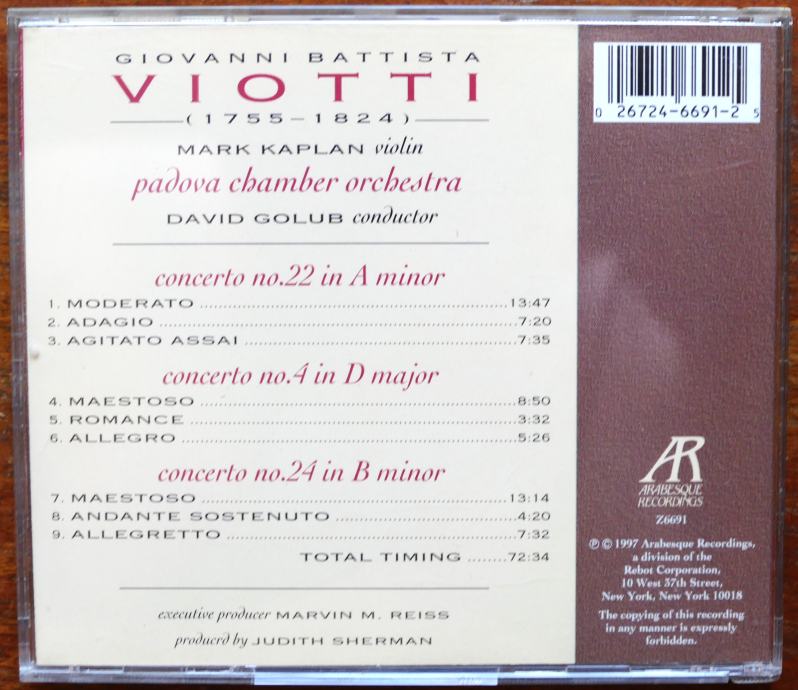 GIOVANNI BATTISTA
VIOTTI
(1755–1824)
MARK KAPLAN violin
padova chamber orchestra
DAVID GOLUB conductor
concerto no.22 in A minor
1. MODERATO ........ 13:47
2. ADAGIO ........ 7:20
3. AGITATO ASSAI ........ 7:35
concerto no.4 in D major
4. MAESTOSO ........ 8:50
5. ROMANCE ........ 3:32
6. ALLEGRO ........ 5:26
concerto no.24 in B minor
7. MAESTOSO ........ 13:14
8. ANDANTE SOSTENUTO ........ 4:20
9. ALLEGRETTO ........ 7:32
TOTAL TIMING ........72:34
executive producer MARVIN M. REISS
producrd by JUDITH SHERMAN
0 26724-6691-2 5
AR
ARABESQUE
RECORDINGS
Z6691
℗ © 1997 Arabesque Recordings,
a division of the
Rebot Corporation,
10 West 37th Street,
New York, New York 10018
The copying of this recording
in any manner is expressly
forbidden.